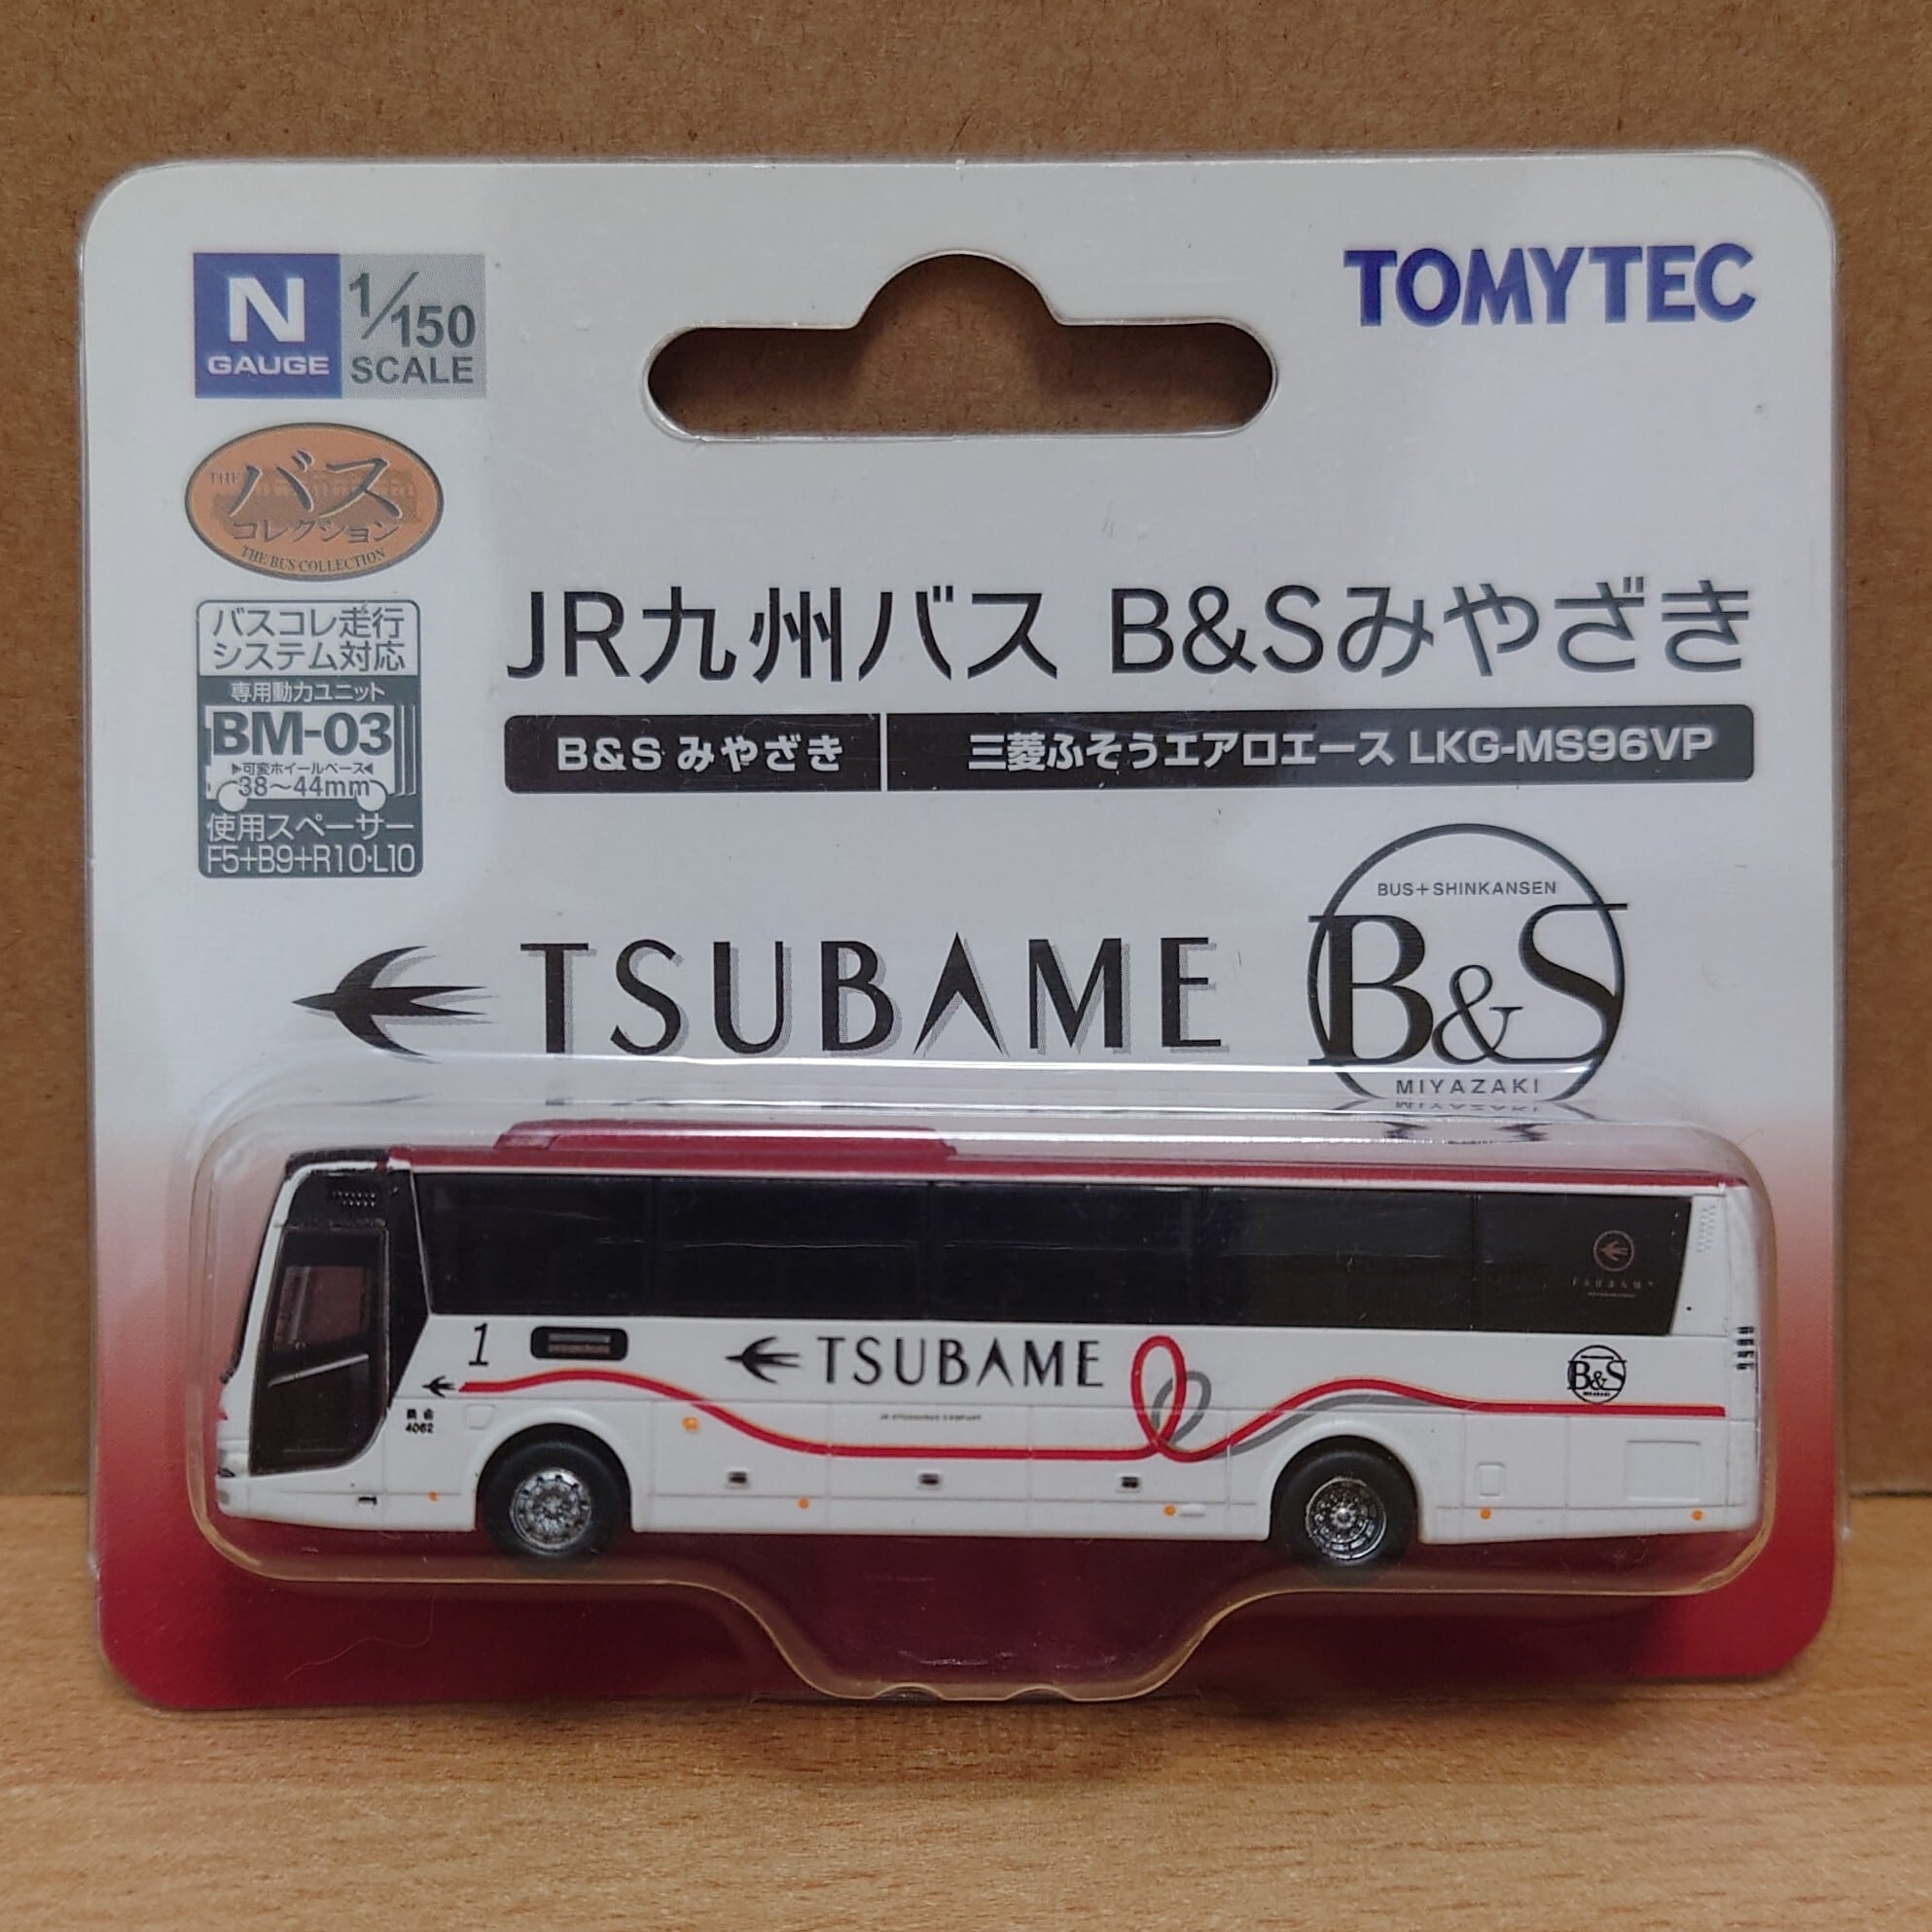 N
GAUGE
1/150
SCALE
TOMYTEC
THE
バス
コレクション
THE BUS COLLECTION
バスコレ走行
システム対応
専用動力ユニット
BM-03
▶可変ホイールベース◀
38～44mm
使用スペーサー
F5+B9+R10・L10
JR九州バス B&Sみやざき
B&S みやざき
三菱ふそうエアロエース LKG-MS96VP
TSUBAME
BUS+SHINKANSEN
B&S
MIYAZAKI
1
TSUBAME
B&S
4062
TSUBAME